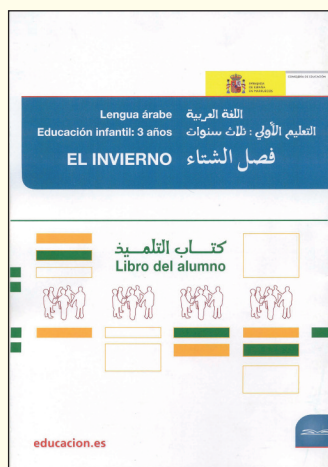 Lengua árabe اللغة العربية
Educación infantil: 3 años التعليم الأولي : ثلاث سنوات
EL INVIERNO فصل الشتاء
كتــاب التلميذ
Libro del alumno
educacion.es